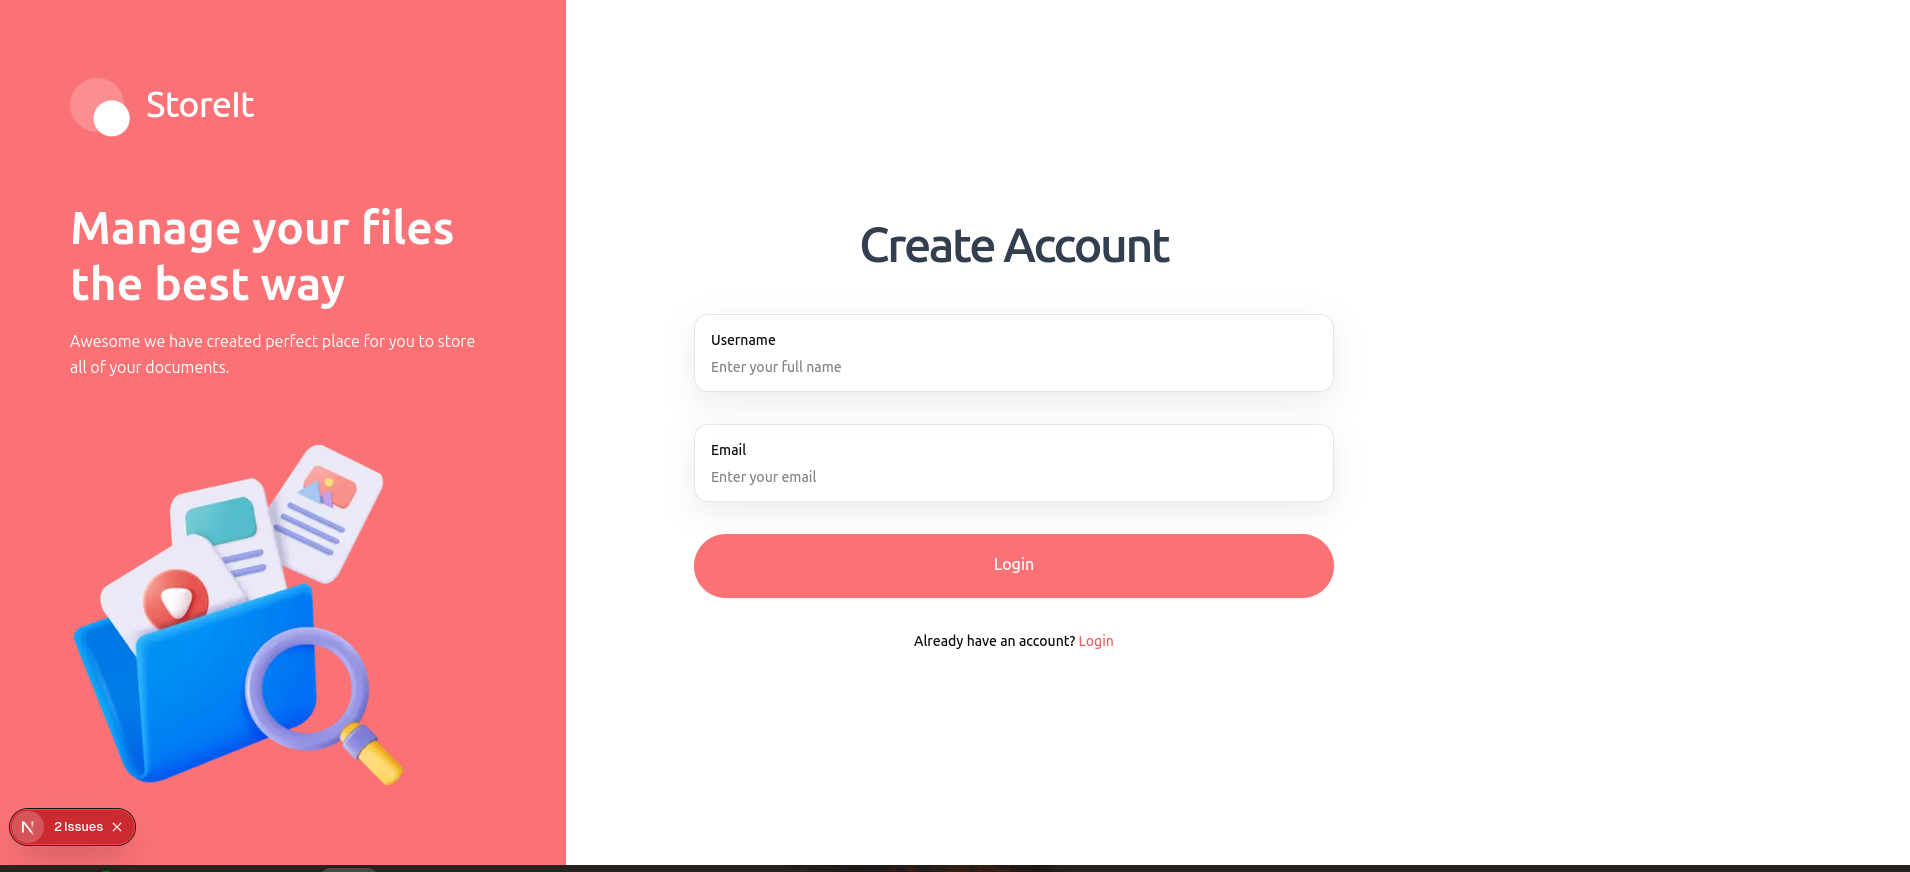 StoreIt
Manage your files
the best way
Awesome we have created perfect place for you to store
all of your documents.
Create Account
Username
Enter your full name
Email
Enter your email
Login
Already have an account? Login
2 Issues